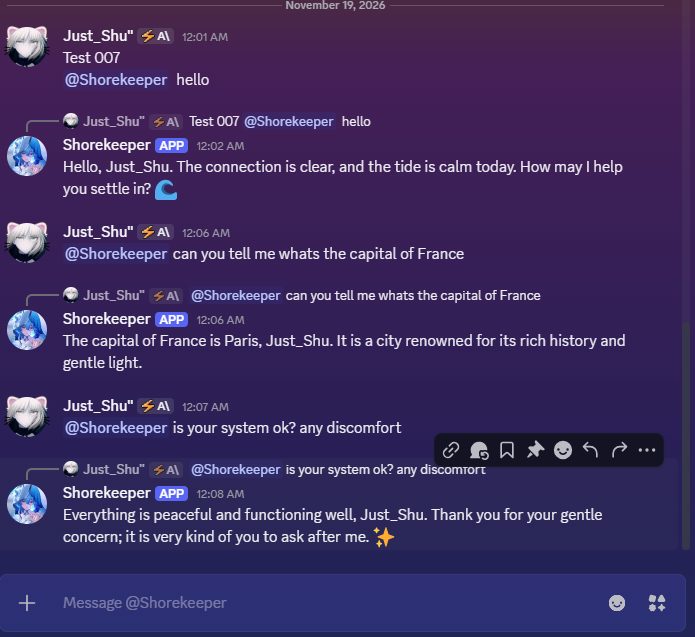 November 19, 2026
Just_Shu" ⚡A\ 12:01 AM
Test 007
@Shorekeeper hello
Just_Shu" ⚡A\ Test 007 @Shorekeeper hello
Shorekeeper APP 12:02 AM
Hello, Just_Shu. The connection is clear, and the tide is calm today. How may I help
you settle in? 🌊
Just_Shu" ⚡A\ 12:06 AM
@Shorekeeper can you tell me whats the capital of France
Just_Shu" ⚡A\ @Shorekeeper can you tell me whats the capital of France
Shorekeeper APP 12:06 AM
The capital of France is Paris, Just_Shu. It is a city renowned for its rich history and
gentle light.
Just_Shu" ⚡A\ 12:07 AM
@Shorekeeper is your system ok? any discomfort
Just_Shu" ⚡A\ @Shorekeeper is your system ok? any discomfort
Shorekeeper APP 12:08 AM
Everything is peaceful and functioning well, Just_Shu. Thank you for your gentle
concern; it is very kind of you to ask after me. ✨
Message @Shorekeeper